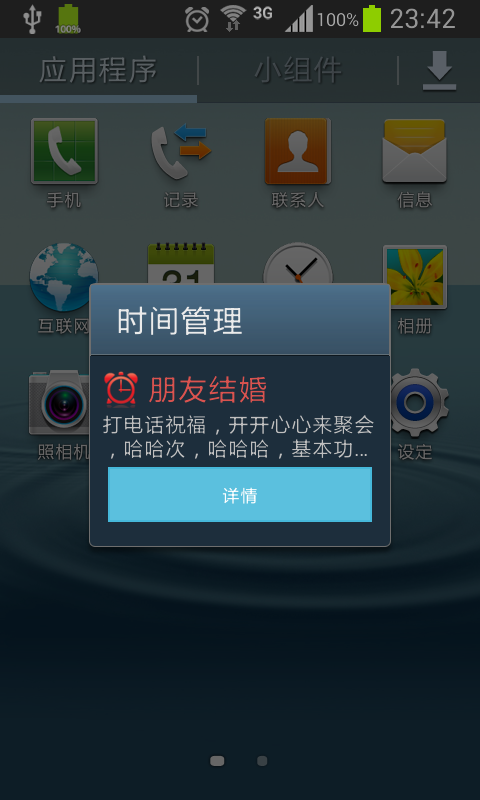 100%
3G
100%
23:42
应用程序
小组件
手机
记录
联系人
信息
互联网
相册
照相机
设定
时间管理
朋友结婚
打电话祝福，开开心心来聚会
，哈哈次，哈哈哈，基本功...
详情